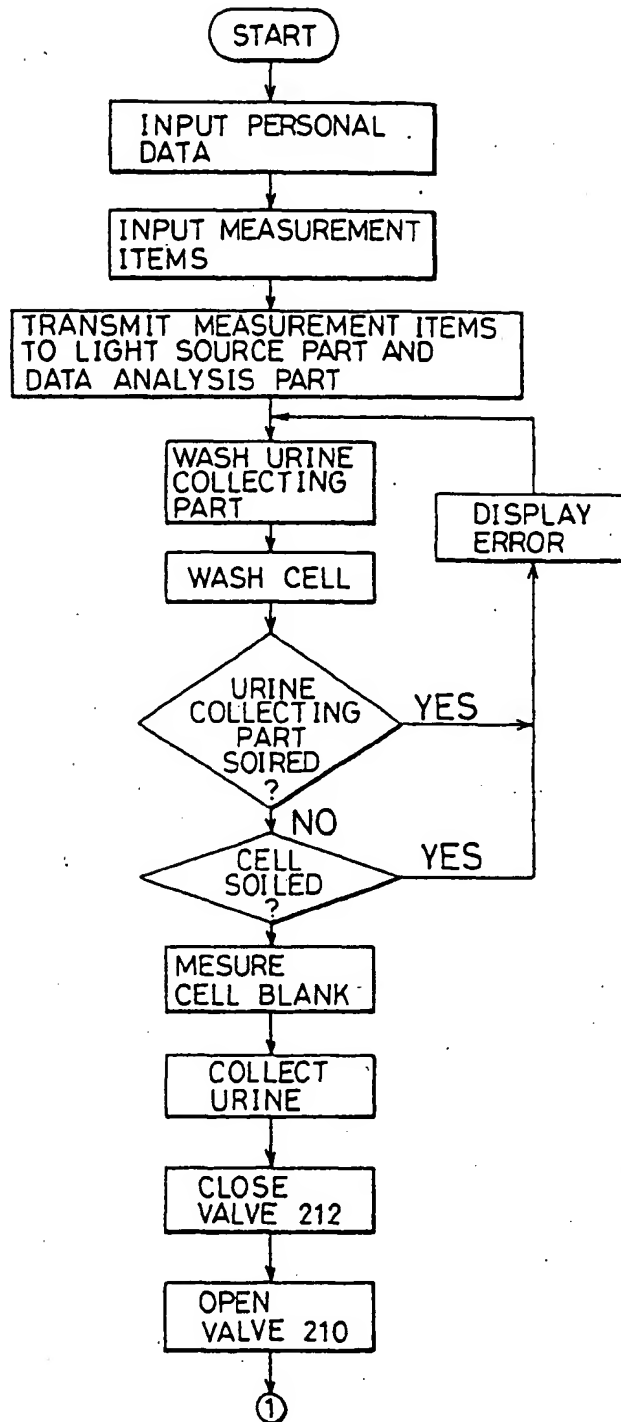 START
INPUT PERSONAL
DATA
INPUT MEASUREMENT
ITEMS
TRANSMIT MEASUREMENT ITEMS
TO LIGHT SOURCE PART AND
DATA ANALYSIS PART
WASH URINE
COLLECTING
PART
DISPLAY
ERROR
WASH CELL
URINE
COLLECTING
PART
SOIRED
?
YES
NO
CELL
SOILED
?
YES
MESURE
CELL BLANK
COLLECT
URINE
CLOSE
VALVE 212
OPEN
VALVE 210
1